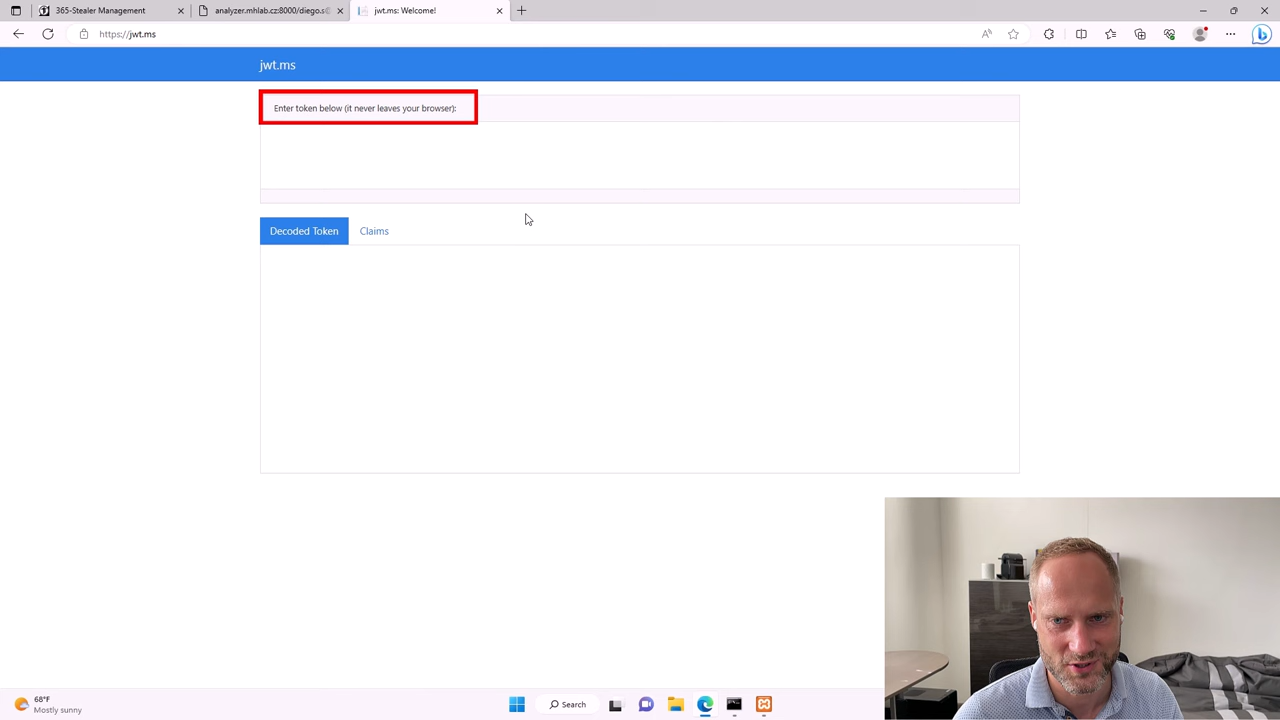 365-Stealer Management
analyzer.mhlab.cz:8000/diego.s@
jwt.ms: Welcome!
https://jwt.ms
jwt.ms
Enter token below (it never leaves your browser):
Decoded Token
Claims
68°F
Mostly sunny
Search